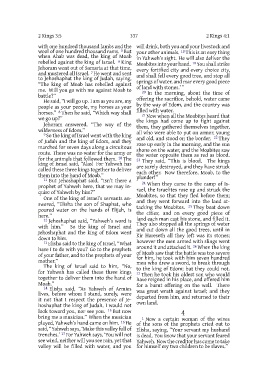 2 Kings 3:5
337
2 Kings 4:1
with one hundred thousand lambs and the
wool of one hundred thousand rams. 5 But
when Ahab was dead, the king of Moab
rebelled against the king of Israel. 6 King
Jehoram went out of Samaria at that time,
and mustered all Israel. 7 He went and sent
to Jehoshaphat the king of Judah, saying,
“The king of Moab has rebelled against
me. Will you go with me against Moab to
battle?”
He said, “I will go up. I am as you are, my
people as your people, my horses as your
horses.” 8 Then he said, “Which way shall
we go up?”
Jehoram answered, “The way of the
wilderness of Edom.”
9 So the king of Israel went with the king
of Judah and the king of Edom, and they
marched for seven days along a circuitous
route. There was no water for the army or
for the animals that followed them. 10 The
king of Israel said, “Alas! For Yahweh has
called these three kings together to deliver
them into the hand of Moab.”
11 But Jehoshaphat said, “Isn’t there a
prophet of Yahweh here, that we may in-
quire of Yahweh by him?”
One of the king of Israel’s servants an-
swered, “Elisha the son of Shaphat, who
poured water on the hands of Elijah, is
here.”
12 Jehoshaphat said, “Yahweh’s word is
with him.” So the king of Israel and
Jehoshaphat and the king of Edom went
down to him.
13 Elisha said to the king of Israel, “What
have I to do with you? Go to the prophets
of your father, and to the prophets of your
mother.”
The king of Israel said to him, “No,
for Yahweh has called these three kings
together to deliver them into the hand of
Moab.”
14 Elisha said, “As Yahweh of Armies
lives, before whom I stand, surely, were
it not that I respect the presence of Je-
hoshaphat the king of Judah, I would not
look toward you, nor see you. 15 But now
bring me a musician.” When the musician
played, Yahweh’s hand came on him. 16 He
said, “Yahweh says, ‘Make this valley full of
trenches.’ 17 For Yahweh says, ‘You will not
see wind, neither will you see rain, yet that
valley will be filled with water, and you
will drink, both you and your livestock and
your other animals. 18 This is an easy thing
in Yahweh’s sight. He will also deliver the
Moabites into your hand. 19 You shall strike
every fortified city and every choice city,
and shall fell every good tree, and stop all
springs of water, and mar every good piece
of land with stones.’”
20 In the morning, about the time of
offering the sacrifice, behold, water came
by the way of Edom, and the country was
filled with water.
21 Now when all the Moabites heard that
the kings had come up to fight against
them, they gathered themselves together,
all who were able to put on armor, young
and old, and stood on the border. 22 They
rose up early in the morning, and the sun
shone on the water, and the Moabites saw
the water opposite them as red as blood.
23 They said, “This is blood. The kings
are surely destroyed, and they have struck
each other. Now therefore, Moab, to the
plunder!”
24 When they came to the camp of Is-
rael, the Israelites rose up and struck the
Moabites, so that they fled before them;
and they went forward into the land at-
tacking the Moabites. 25 They beat down
the cities; and on every good piece of
land each man cast his stone, and filled it.
They also stopped all the springs of water
and cut down all the good trees, until in
Kir Hareseth all they left was its stones;
however the men armed with slings went
around it and attacked it. 26 When the king
of Moab saw that the battle was too severe
for him, he took with him seven hundred
men who drew a sword, to break through
to the king of Edom; but they could not.
27 Then he took his oldest son who would
have reigned in his place, and offered him
for a burnt offering on the wall. There
was great wrath against Israel; and they
departed from him, and returned to their
own land.
4
1 Now a certain woman of the wives
of the sons of the prophets cried out to
Elisha, saying, “Your servant my husband
is dead. You know that your servant feared
Yahweh. Now the creditor has come to take
for himself my two children to be slaves.”